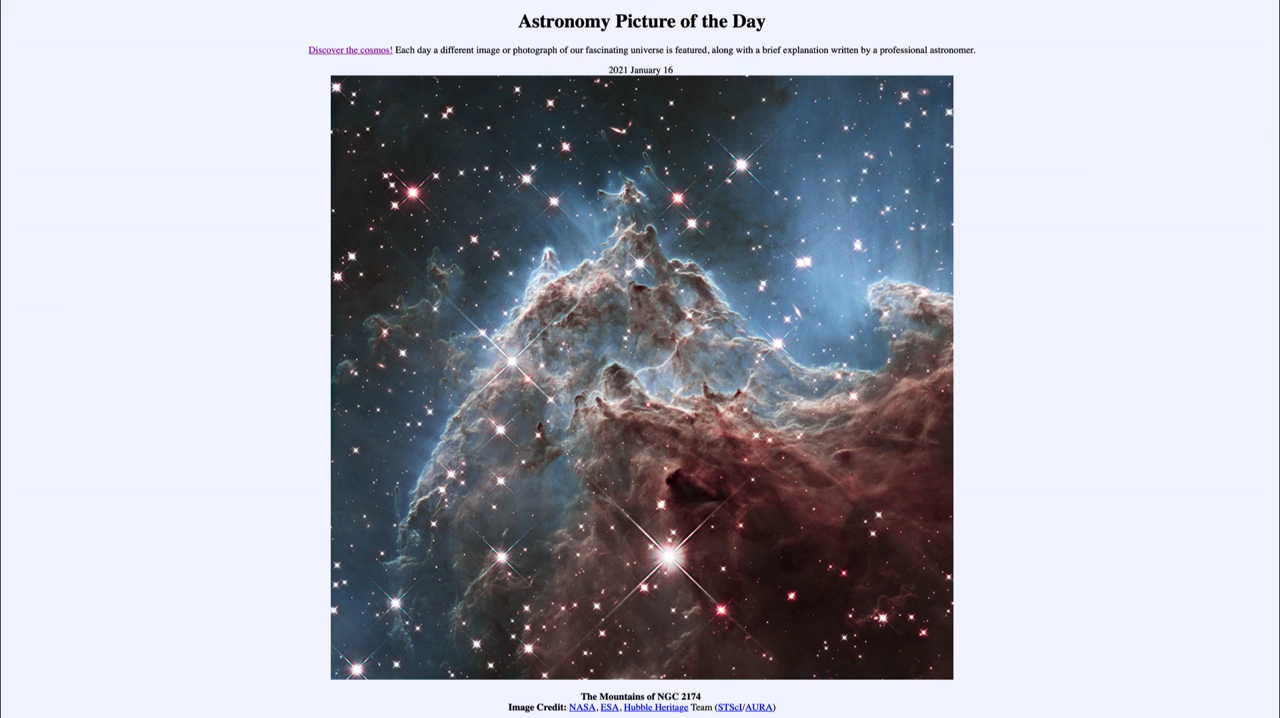 Astronomy Picture of the Day
Discover the cosmos! Each day a different image or photograph of our fascinating universe is featured, along with a brief explanation written by a professional astronomer.
2021 January 16
The Mountains of NGC 2174
Image Credit: NASA, ESA, Hubble Heritage Team (STScI/AURA)